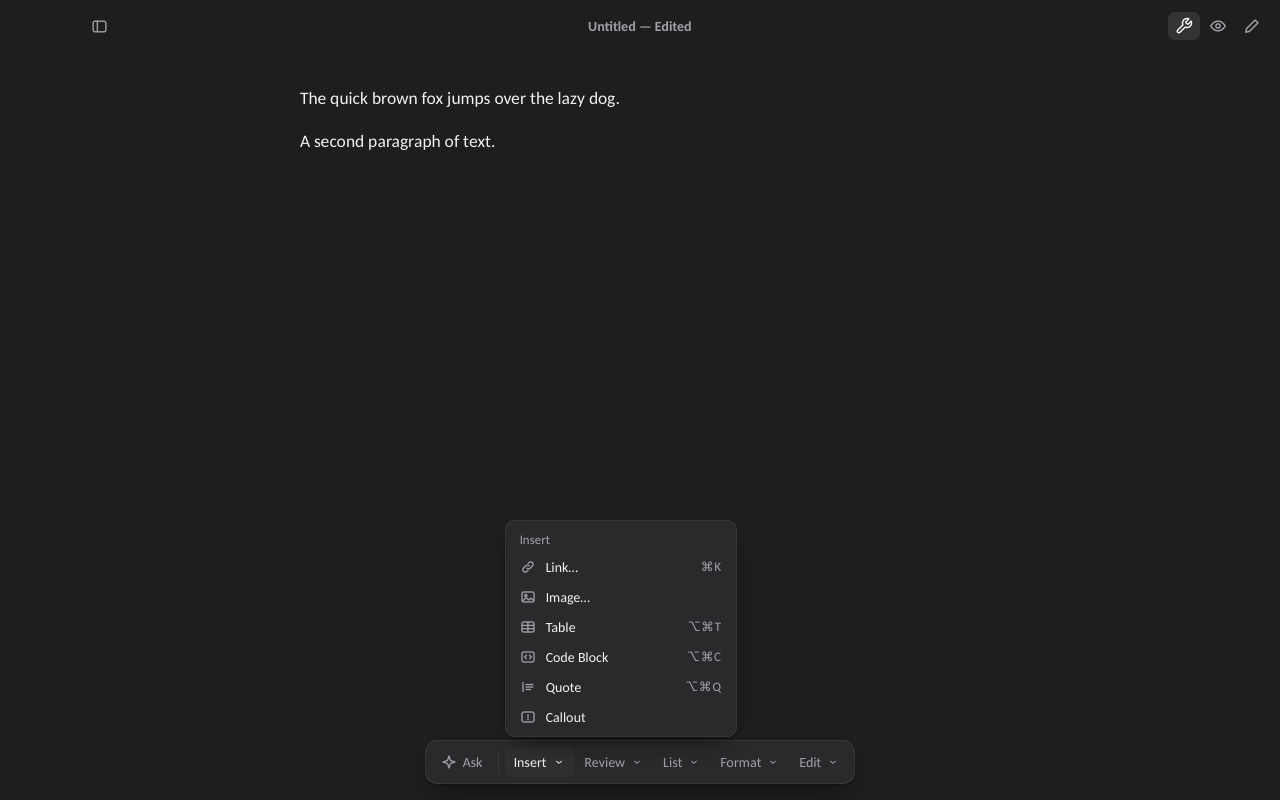 Untitled — Edited
The quick brown fox jumps over the lazy dog.
A second paragraph of text.
Insert
Link... ⌘K
Image...
Table ⌥⌘T
Code Block ⌥⌘C
Quote ⌥⌘Q
Callout
Ask Insert Review List Format Edit